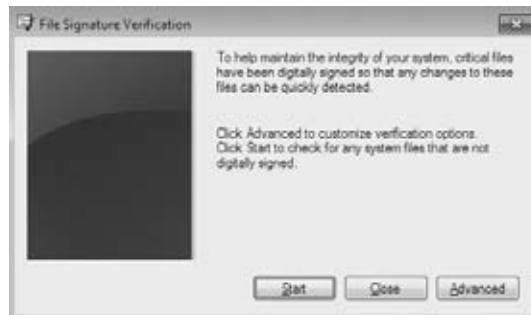 File Signature Verification
To help maintain the integrity of your system, critical files
have been digitally signed so that any changes to these
files can be quickly detected.
Click Advanced to customize verification options.
Click Start to check for any system files that are not
digitally signed.
Start
Close
Advanced